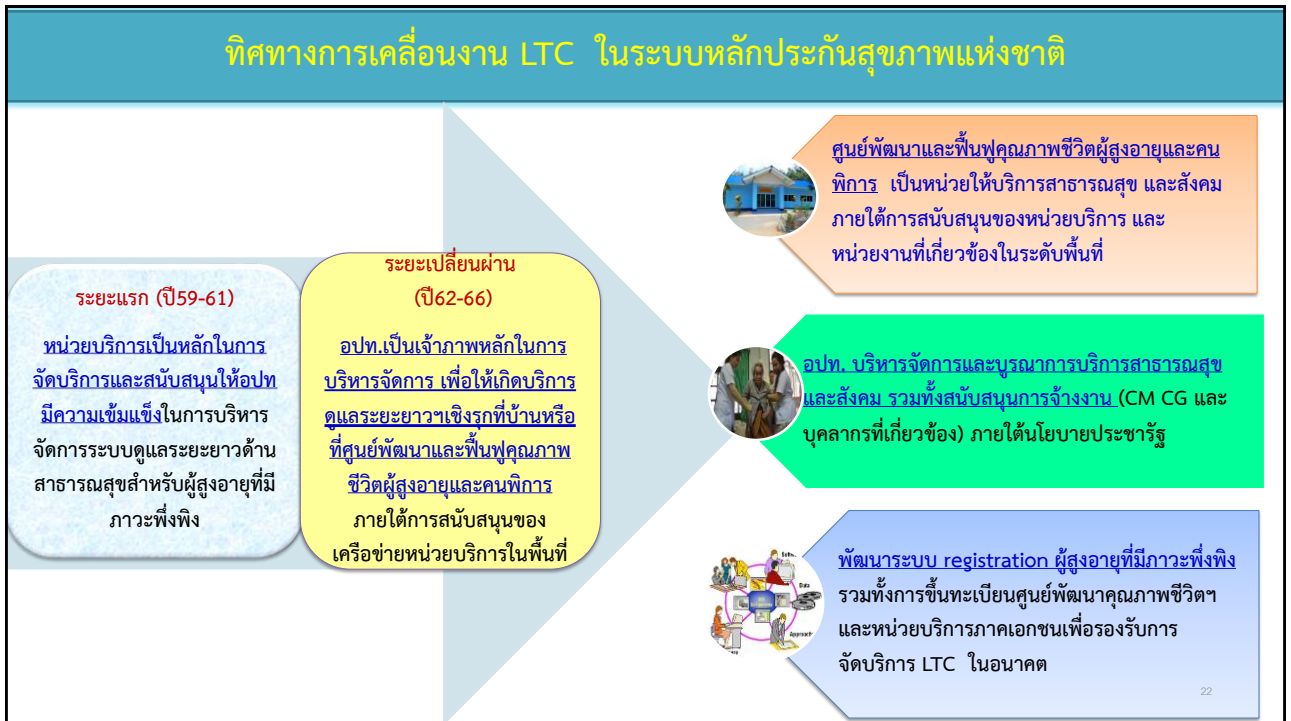 ทิศทางการเคลื่อนงาน LTC ในระบบหลักประกันสุขภาพแห่งชาติ
ระยะแรก (ปี59-61)
หน่วยบริการเป็นหลักในการ
จัดบริการและสนับสนุนให้อปท
มีความเข้มแข็งในการบริหาร
จัดการระบบดูแลระยะยาวด้าน
สาธารณสุขสำหรับผู้สูงอายุที่มี
ภาวะพึ่งพิง
ระยะเปลี่ยนผ่าน
(ปี62-66)
อปท.เป็นเจ้าภาพหลักในการ
บริหารจัดการ เพื่อให้เกิดบริการ
ดูแลระยะยาวฯเชิงรุกที่บ้านหรือ
ที่ศูนย์พัฒนาและฟื้นฟูคุณภาพ
ชีวิตผู้สูงอายุและคนพิการ
ภายใต้การสนับสนุนของ
เครือข่ายหน่วยบริการในพื้นที่
ศูนย์พัฒนาและฟื้นฟูคุณภาพชีวิตผู้สูงอายุและคน
พิการ เป็นหน่วยให้บริการสาธารณสุข และสังคม
ภายใต้การสนับสนุนของหน่วยบริการ และ
หน่วยงานที่เกี่ยวข้องในระดับพื้นที่
อปท. บริหารจัดการและบูรณาการบริการสาธารณสุข
และสังคม รวมทั้งสนับสนุนการจ้างงาน (CM CG และ
บุคลากรที่เกี่ยวข้อง) ภายใต้นโยบายประชารัฐ
พัฒนาระบบ registration ผู้สูงอายุที่มีภาวะพึ่งพิง
รวมทั้งการขึ้นทะเบียนศูนย์พัฒนาคุณภาพชีวิตฯ
และหน่วยบริการภาคเอกชนเพื่อรองรับการ
จัดบริการ LTC ในอนาคต
22